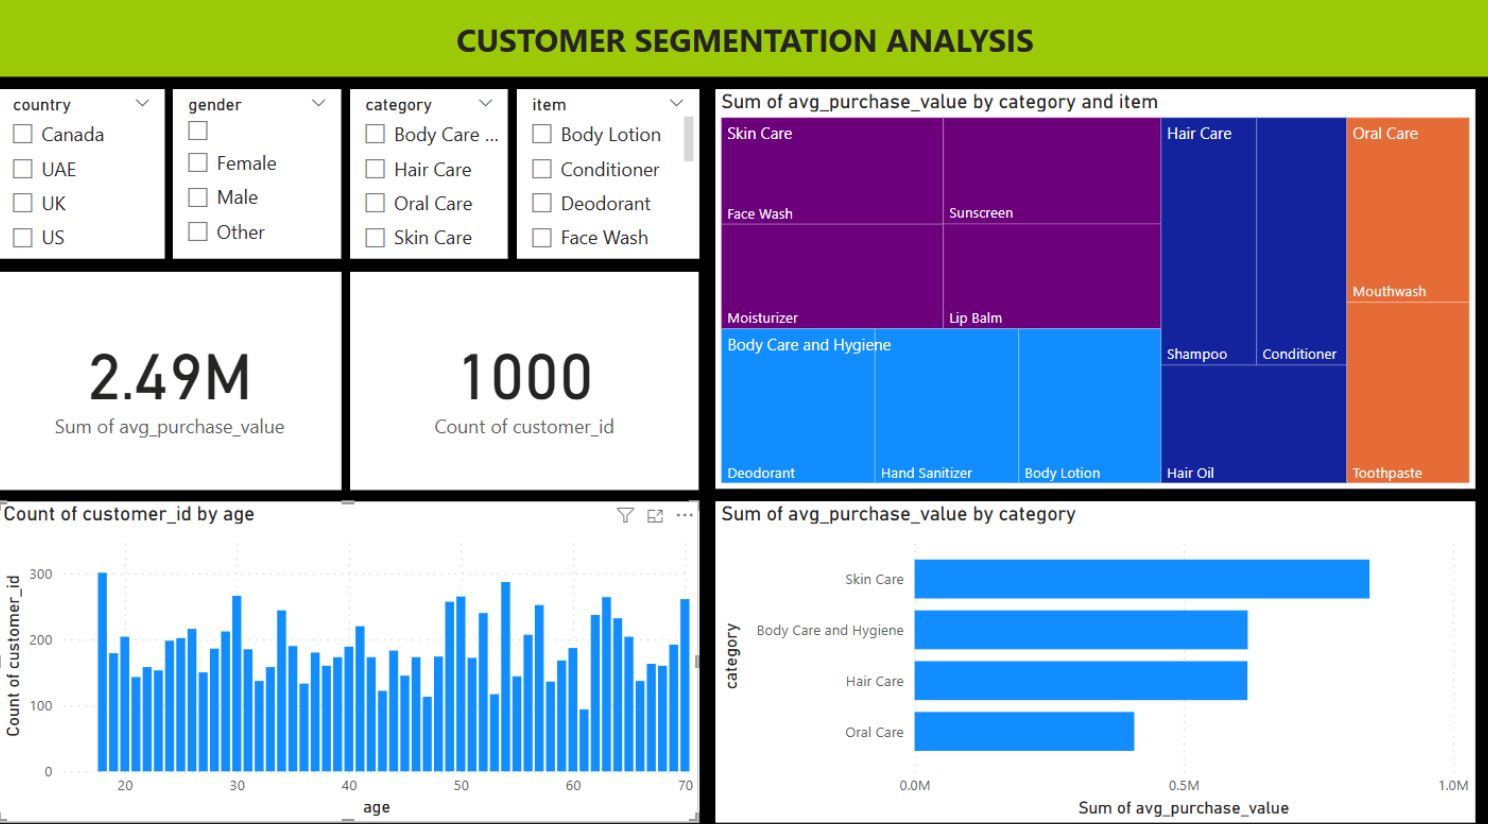 CUSTOMER SEGMENTATION ANALYSIS
country
Canada
UAE
UK
US
gender
Female
Male
Other
category
Body Care ...
Hair Care
Oral Care
Skin Care
item
Body Lotion
Conditioner
Deodorant
Face Wash
2.49M
Sum of avg_purchase_value
1000
Count of customer_id
Sum of avg_purchase_value by category and item
Skin Care
Face Wash
Sunscreen
Moisturizer
Lip Balm
Body Care and Hygiene
Deodorant
Hand Sanitizer
Body Lotion
Hair Care
Shampoo
Conditioner
Hair Oil
Oral Care
Mouthwash
Toothpaste
Count of customer_id by age
Count of customer_id
300
200
100
0
20
30
40
50
60
70
age
Sum of avg_purchase_value by category
category
Skin Care
Body Care and Hygiene
Hair Care
Oral Care
0.0M
0.5M
1.0M
Sum of avg_purchase_value